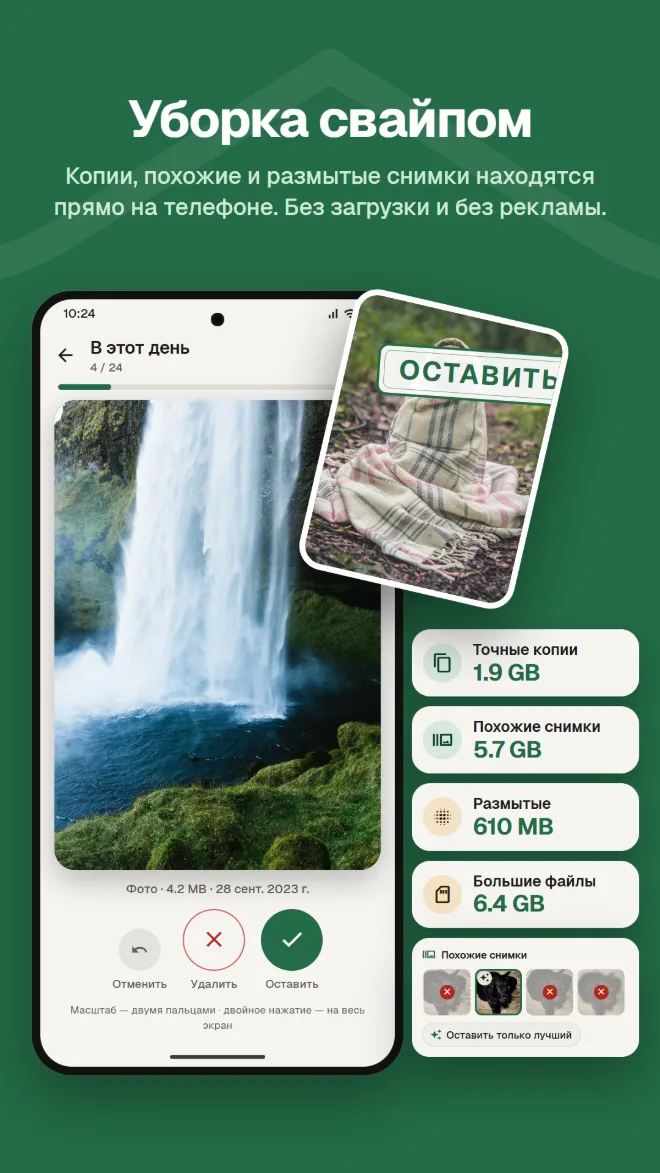 Уборка свайпом
Копии, похожие и размытые снимки находятся
прямо на телефоне. Без загрузки и без рекламы.
10:24
В этот день
4 / 24
ОСТАВИТЬ
Фото · 4.2 MB · 28 сент. 2023 г.
Отменить
Удалить
Оставить
Масштаб — двумя пальцами · двойное нажатие — на весь
экран
Точные копии
1.9 GB
Похожие снимки
5.7 GB
Размытые
610 MB
Большие файлы
6.4 GB
Похожие снимки
Оставить только лучший